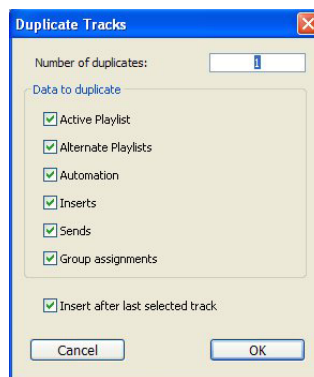 Duplicate Tracks
Number of duplicates: 1
Data to duplicate
Active Playlist
Alternate Playlists
Automation
Inserts
Sends
Group assignments
Insert after last selected track
Cancel OK